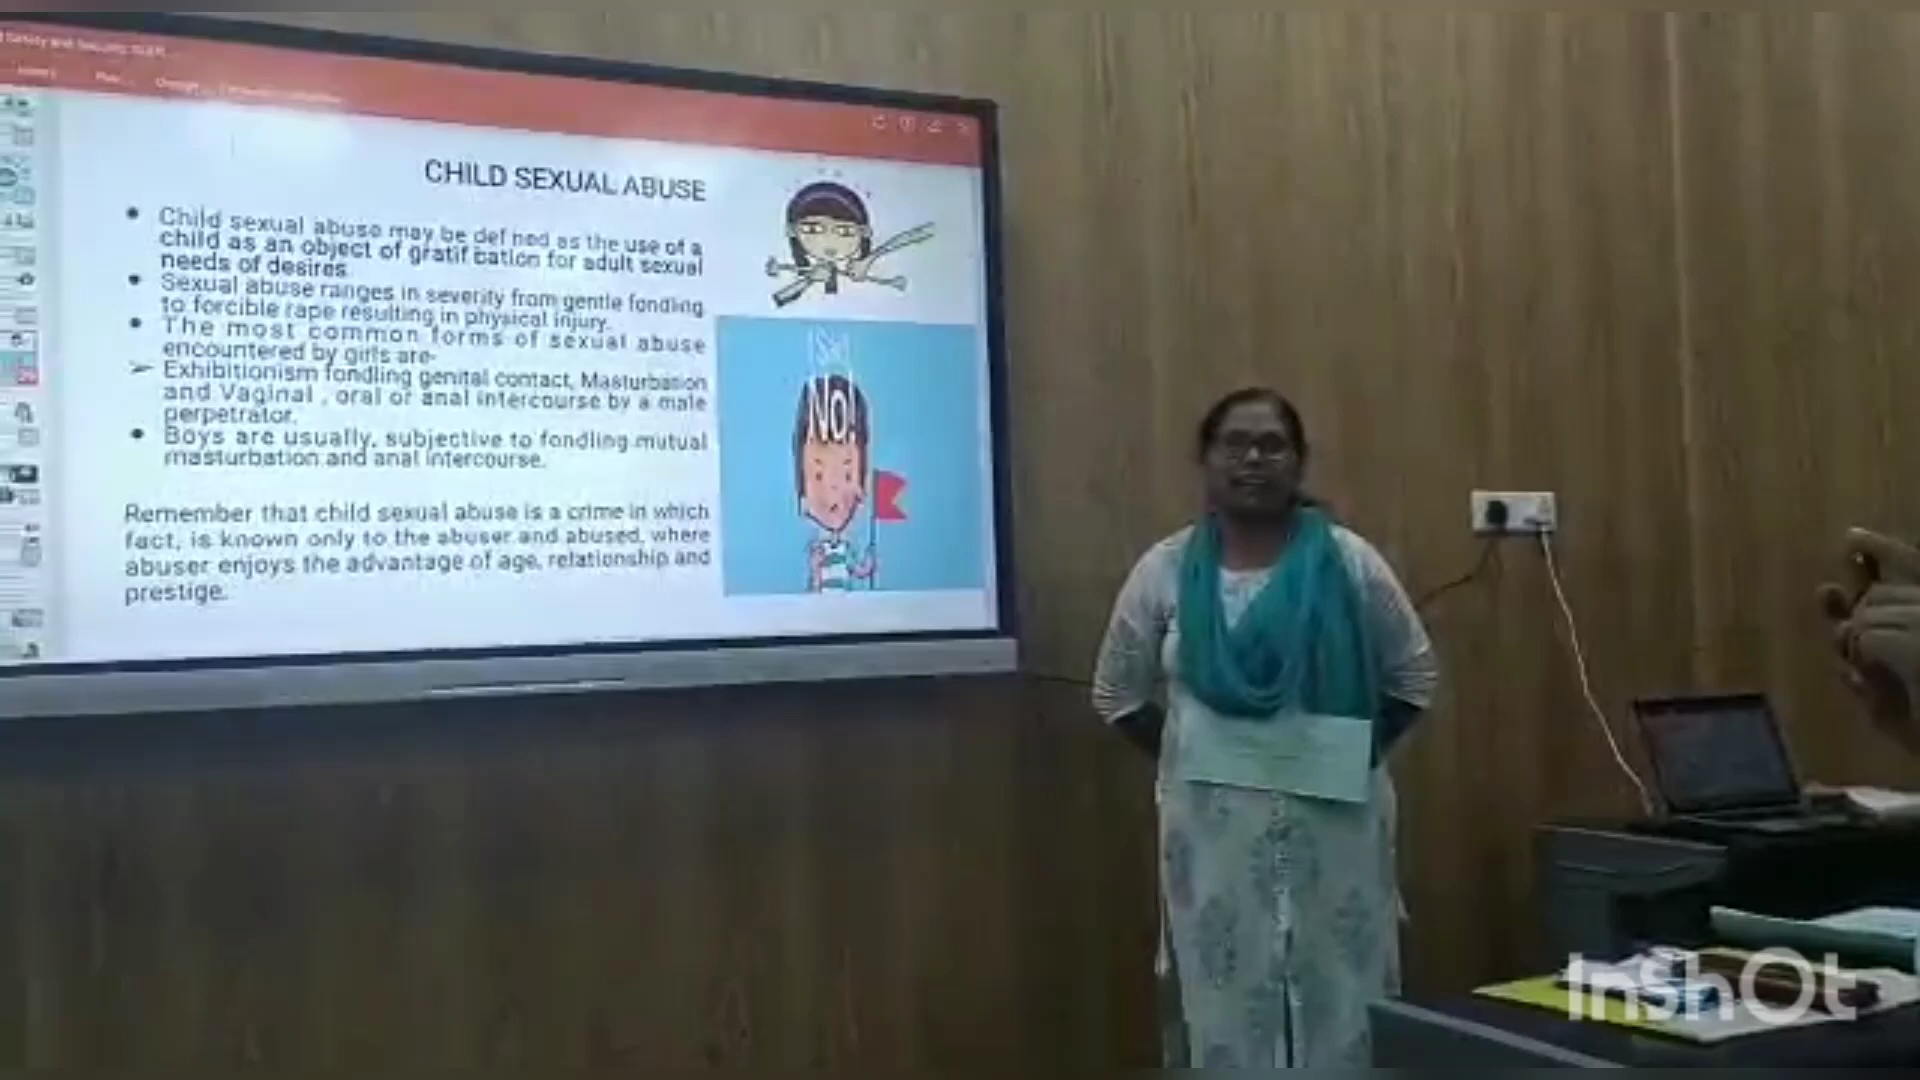 Safety and Security
CHILD SEXUAL ABUSE
Child sexual abuse may be def ned as the use of a
child as an object of gratif cation for adult sexual
needs of desires
Sexual abuse ranges in severity from gentle fondling
to forcible rape resulting in physical injury.
The most common forms of sexual abuse
encountered by girls are-
Exhibitionism fondling genital contact, Masturbation
and Vaginal , oral or anal intercourse by a male
perpetrator.
Boys are usually, subjective to fondling mutual
masturbation and anal intercourse.
Remember that child sexual abuse is a crime in which
fact, is known only to the abuser and abused, where
abuser enjoys the advantage of age, relationship and
prestige.
No!
InShOt